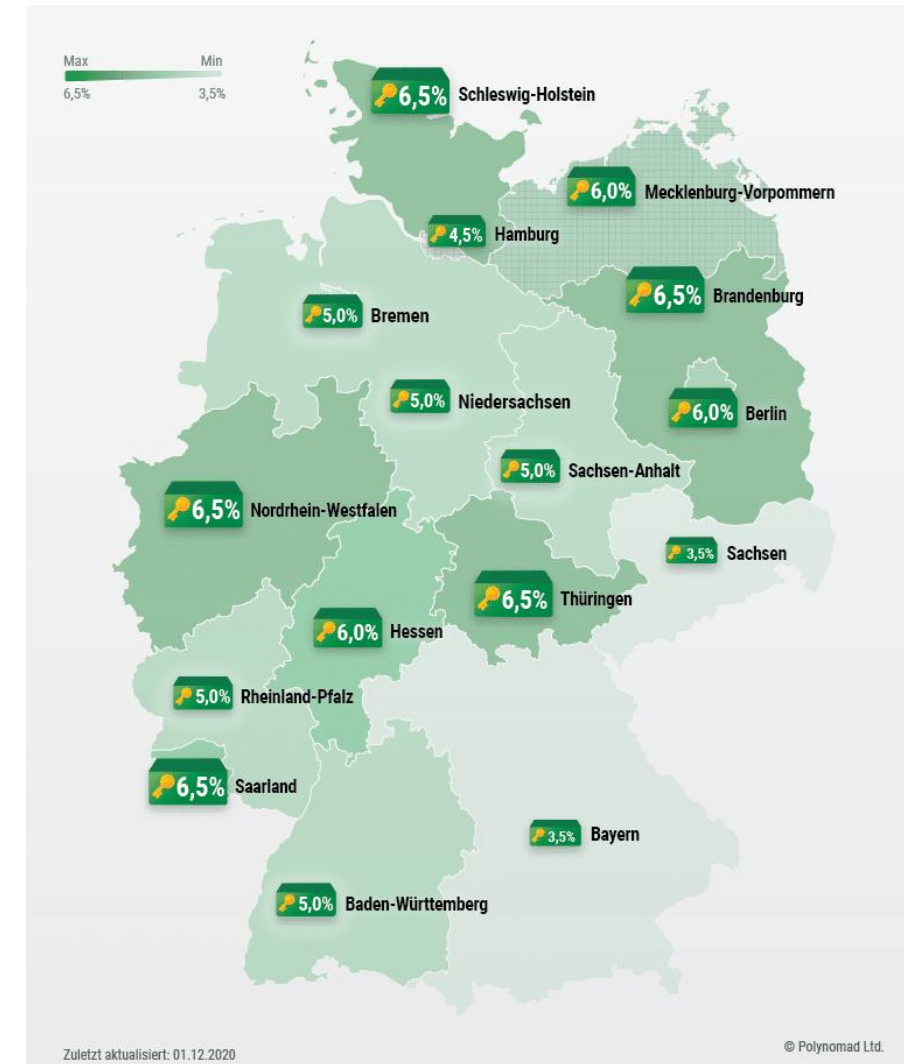 Max Min
6,5% 3,5%
6,5% Schleswig-Holstein
6,0% Mecklenburg-Vorpommern
4,5% Hamburg
6,5% Brandenburg
5,0% Bremen
5,0% Niedersachsen
6,0% Berlin
5,0% Sachsen-Anhalt
6,5% Nordrhein-Westfalen
3,5% Sachsen
6,5% Thüringen
6,0% Hessen
5,0% Rheinland-Pfalz
6,5% Saarland
3,5% Bayern
5,0% Baden-Württemberg
Zuletzt aktualisiert: 01.12.2020
© Polynomad Ltd.